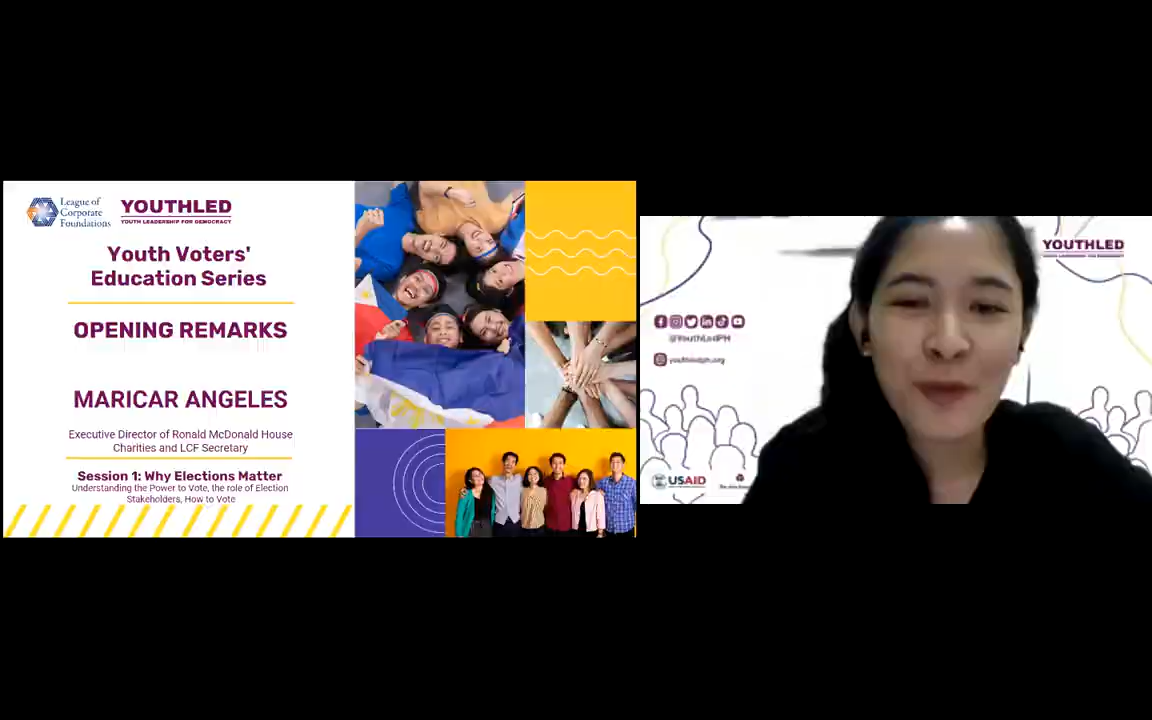 League of
Corporate
Foundations
YOUTHLED
YOUTH LEADERSHIP FOR DEMOCRACY
Youth Voters'
Education Series
OPENING REMARKS
MARICAR ANGELES
Executive Director of Ronald McDonald House
Charities and LCF Secretary
Session 1: Why Elections Matter
Understanding the Power to Vote, the role of Election
Stakeholders, How to Vote
YOUTHLED
@YouthLedPH
youthledph.org
USAID